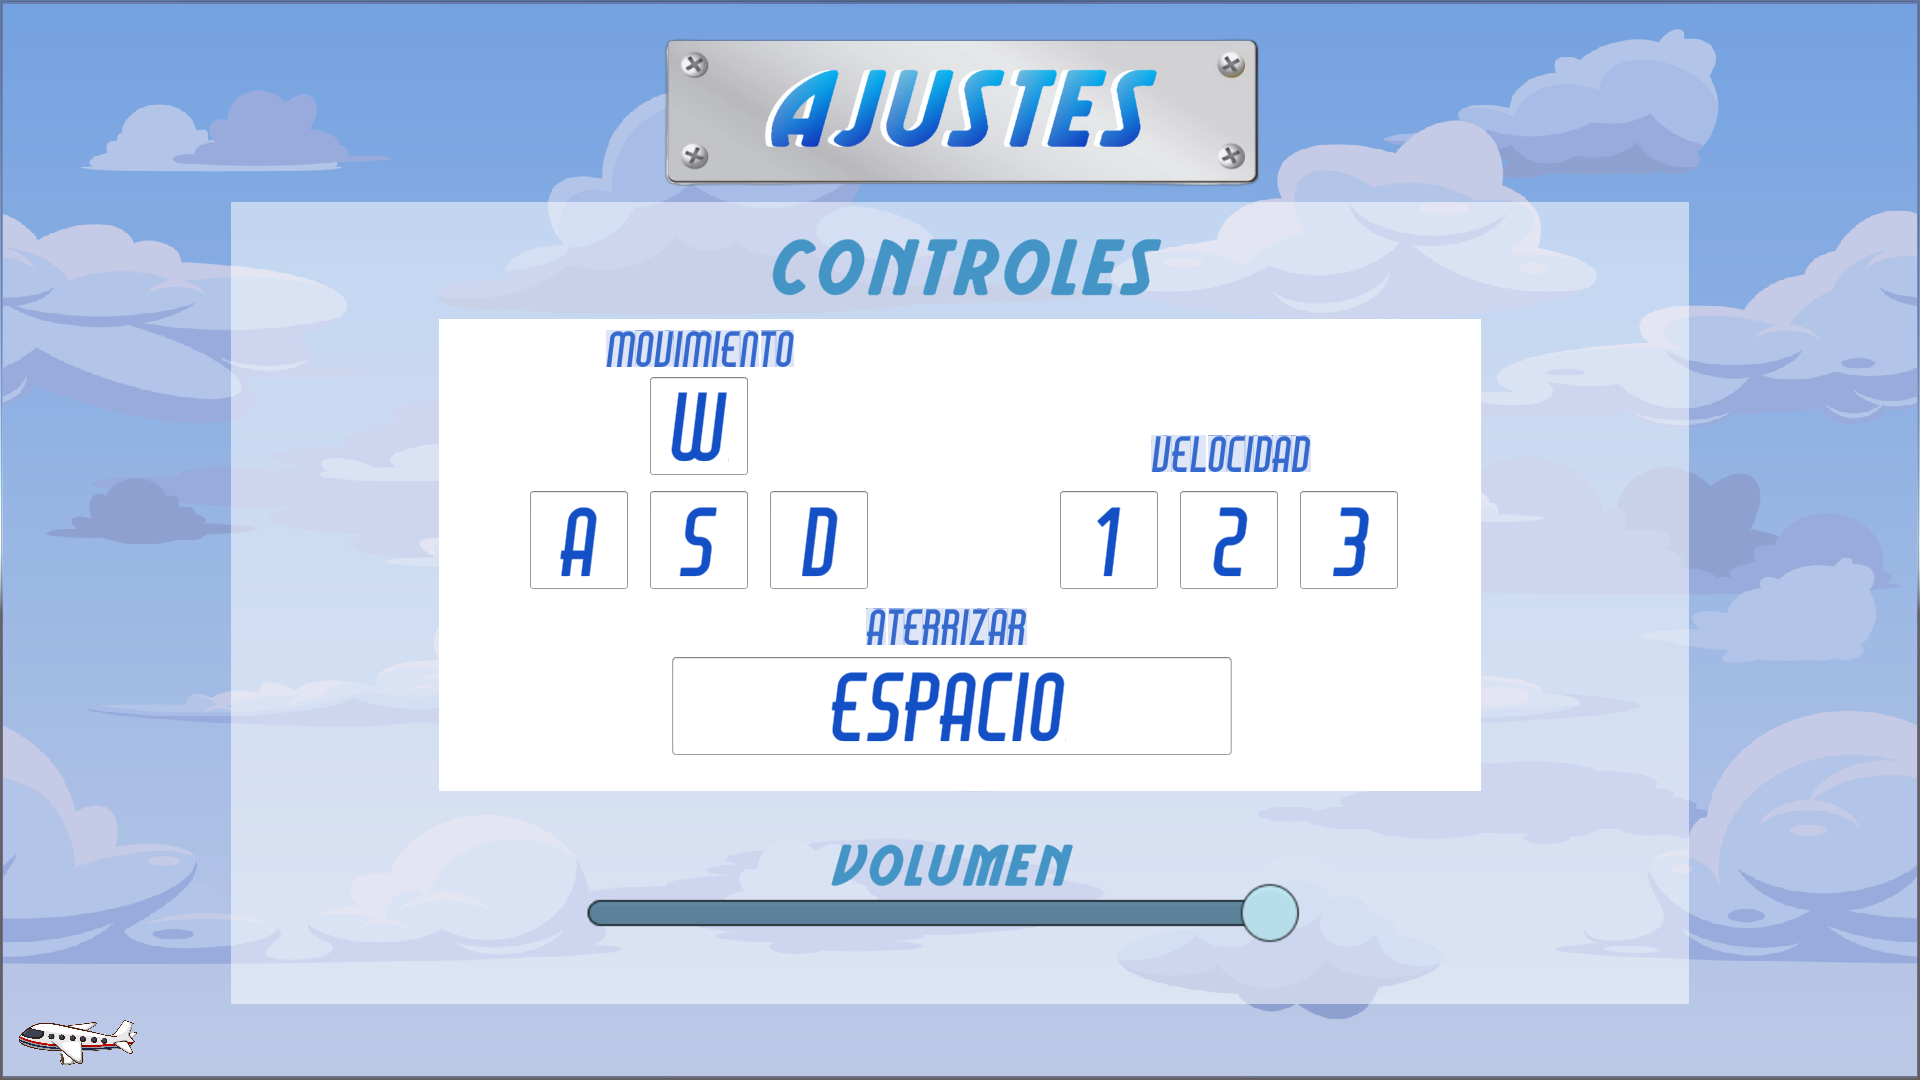 AJUSTES
CONTROLES
MOVIMIENTO
W
VELOCIDAD
A S D 1 2 3
ATERRIZAR
ESPACIO
VOLUMEN